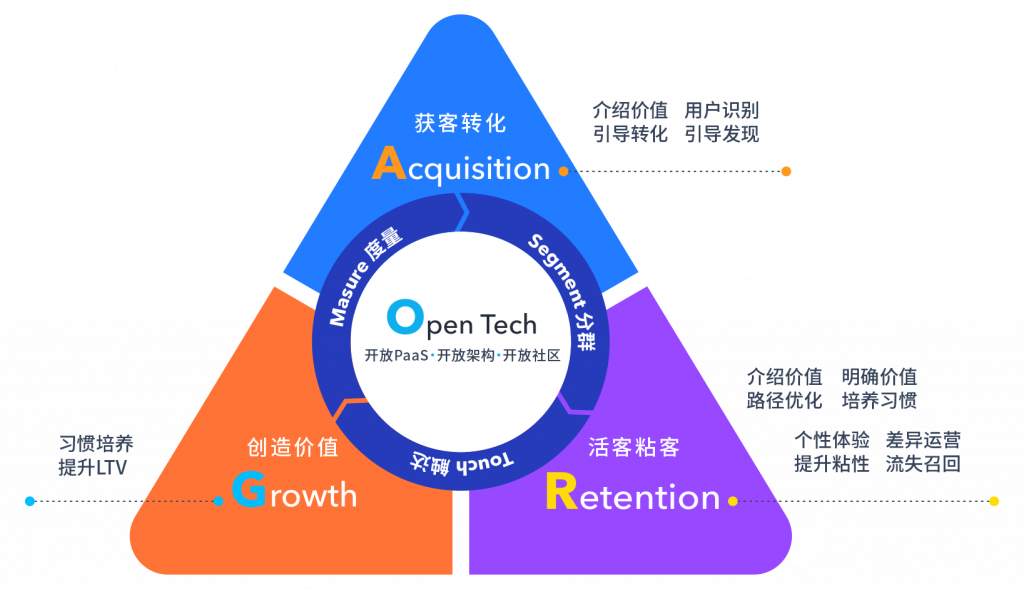 获客转化
Acquisition
介绍价值 用户识别
引导转化 引导发现
Masure 度量
Segment 分群
Touch 触达
Open Tech
开放PaaS·开放架构·开放社区
介绍价值 明确价值
路径优化 培养习惯
个性体验 差异运营
提升粘性 流失召回
活客粘客
Retention
习惯培养
提升LTV
创造价值
Growth